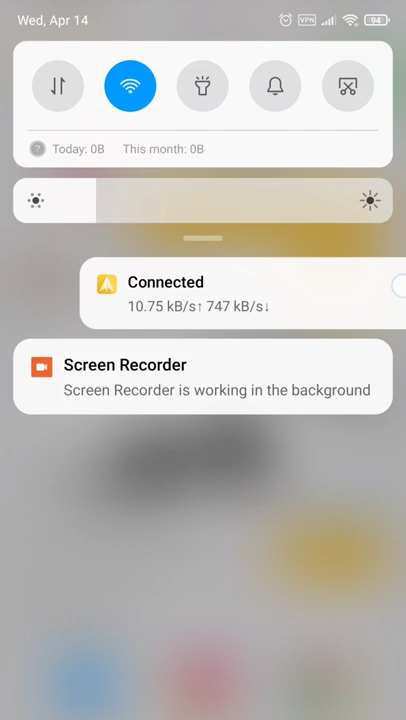 Wed, Apr 14
VPN
94
Today: 0B This month: 0B
Connected
10.75 kB/s↑ 747 kB/s↓
Screen Recorder
Screen Recorder is working in the background